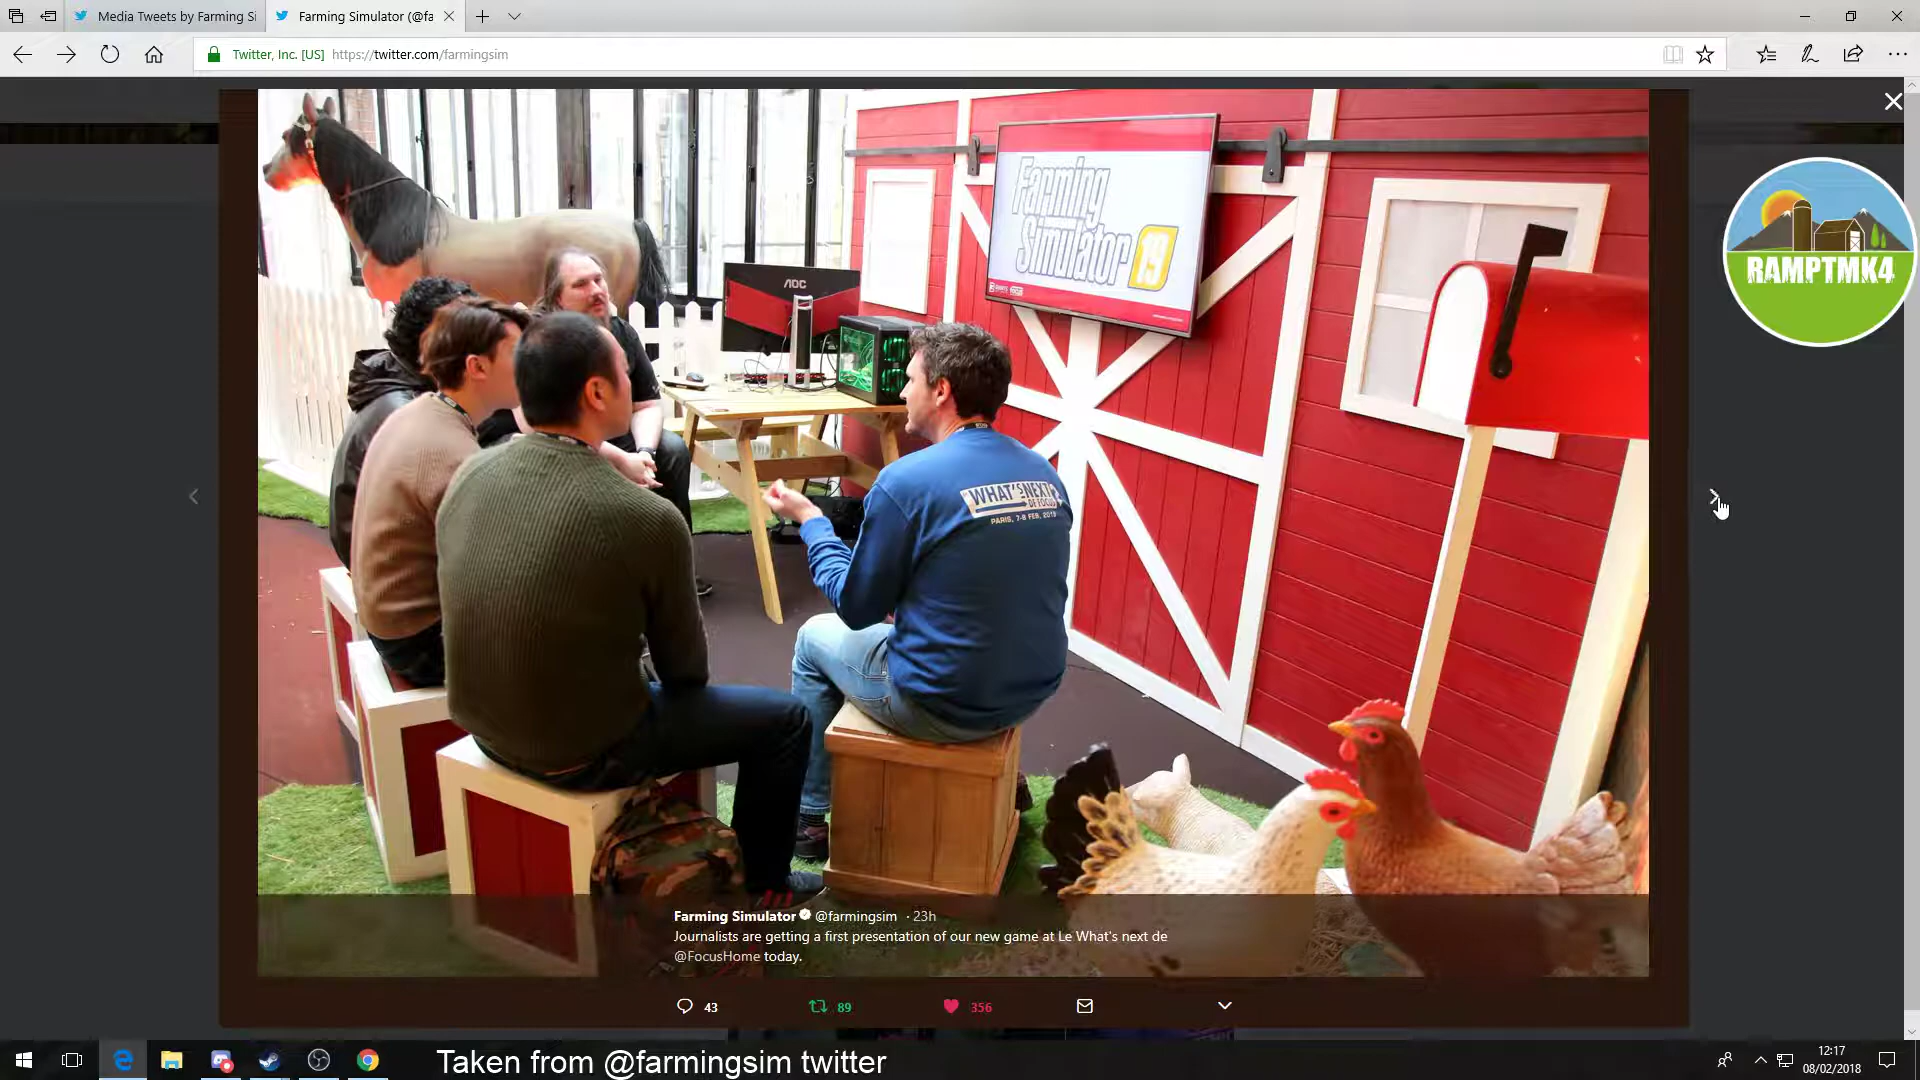 Media Tweets by Farming Si
Farming Simulator (@fa
Twitter, Inc. [US] https://twitter.com/farmingsim
RAMPTMK4
AOC
Farming
Simulator 19
WHAT'S NEXT
DE FOCUS
PARIS, 7-8 FEB, 2018
Farming Simulator @farmingsim · 23h
Journalists are getting a first presentation of our new game at Le What's next de
@FocusHome today.
43 89 356
Taken from @farmingsim twitter
12:17
08/02/2018